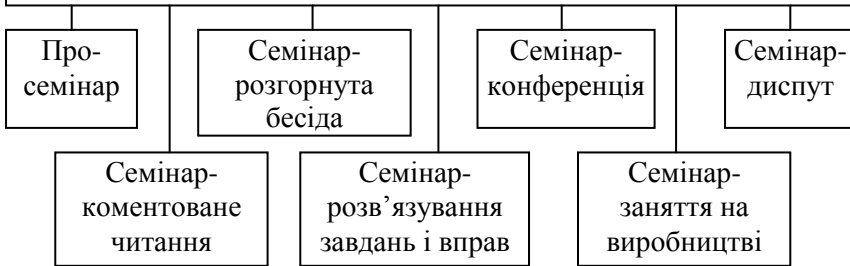 Про-
семінар
Семінар-
розгорнута
бесіда
Семінар-
конференція
Семінар-
диспут
Семінар-
коментоване
читання
Семінар-
розв’язування
завдань і вправ
Семінар-
заняття на
виробництві